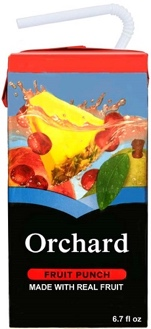 Orchard
FRUIT PUNCH
MADE WITH REAL FRUIT
6.7 fl oz